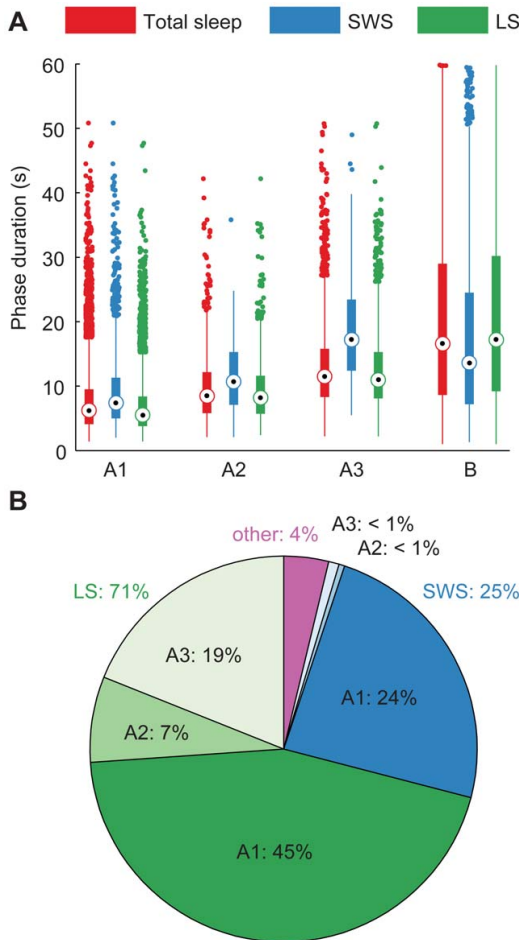 A Total sleep SWS LS
Phase duration (s)
60
50
40
30
20
10
0
A1 A2 A3 B
B
other: 4%
A3: < 1%
A2: < 1%
LS: 71%
SWS: 25%
A3: 19%
A1: 24%
A2: 7%
A1: 45%